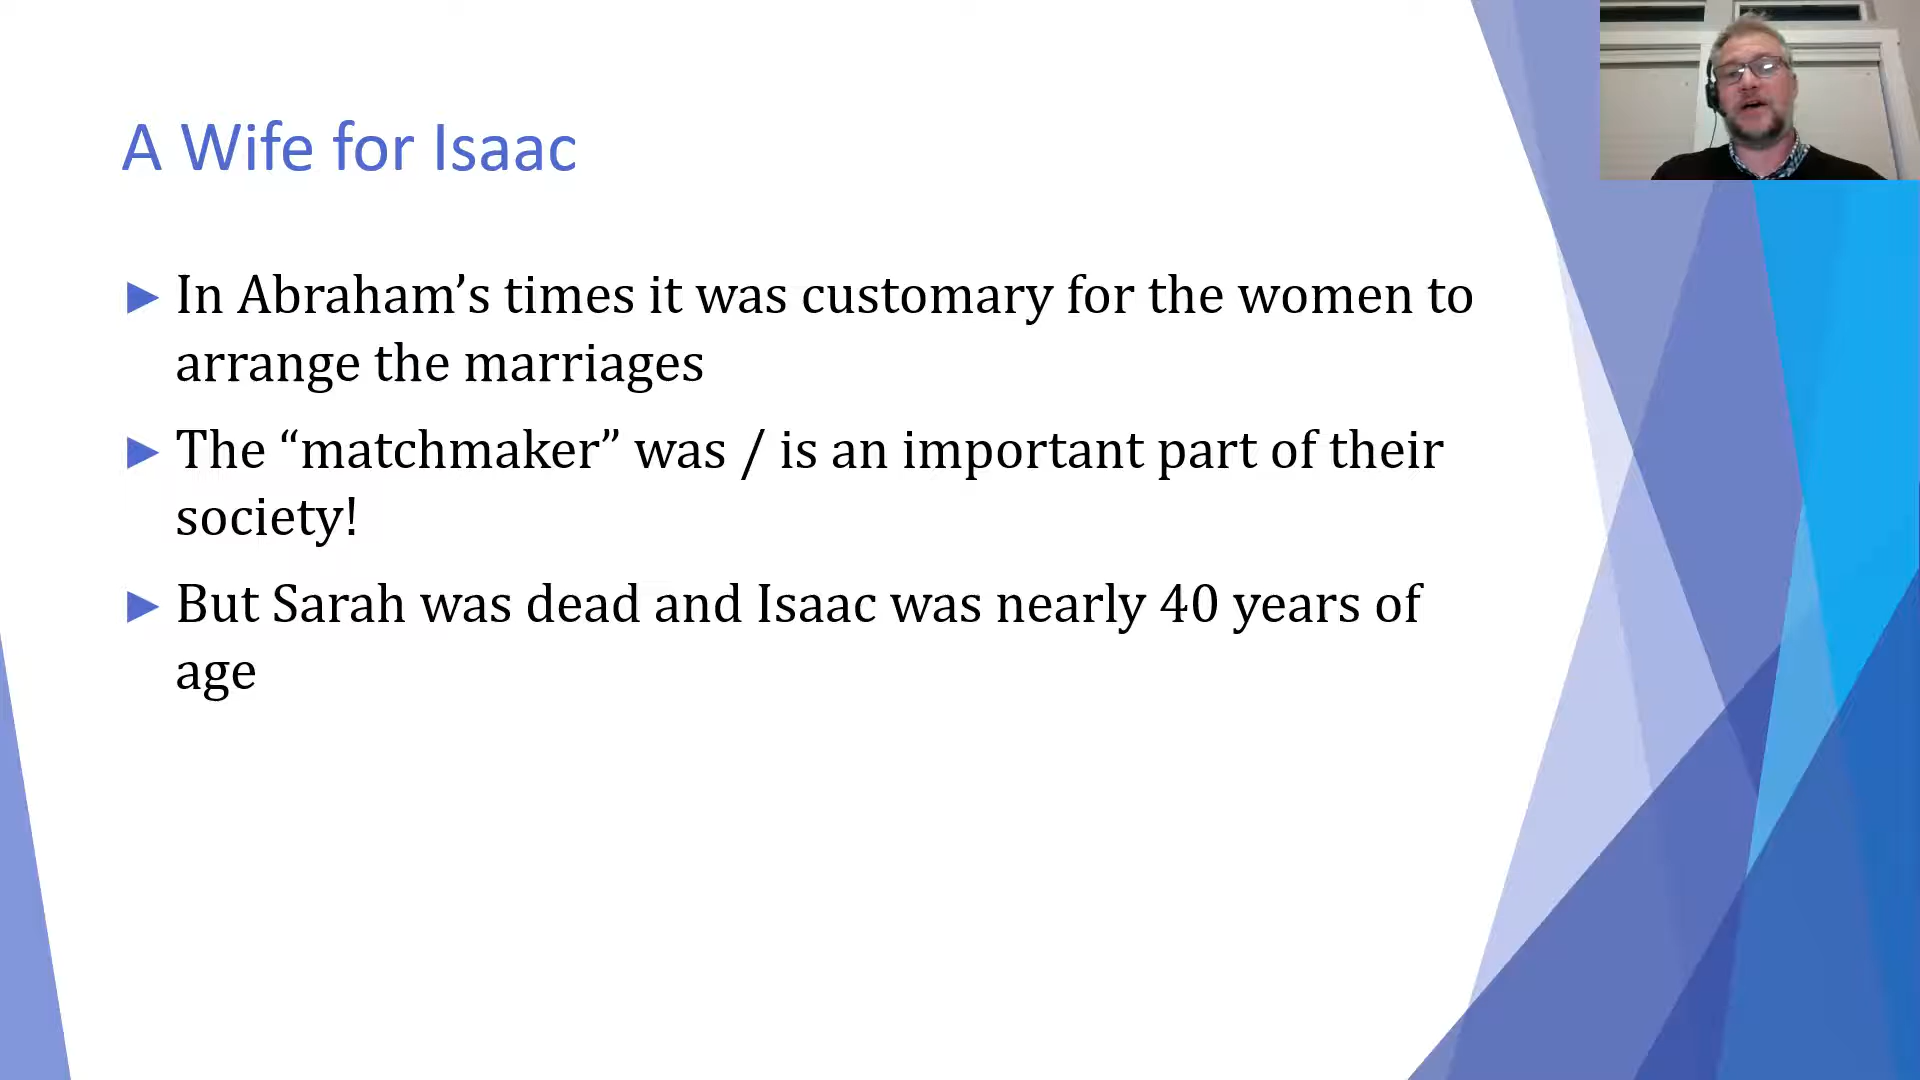 A Wife for Isaac
► In Abraham’s times it was customary for the women to
arrange the marriages
► The “matchmaker” was / is an important part of their
society!
► But Sarah was dead and Isaac was nearly 40 years of
age